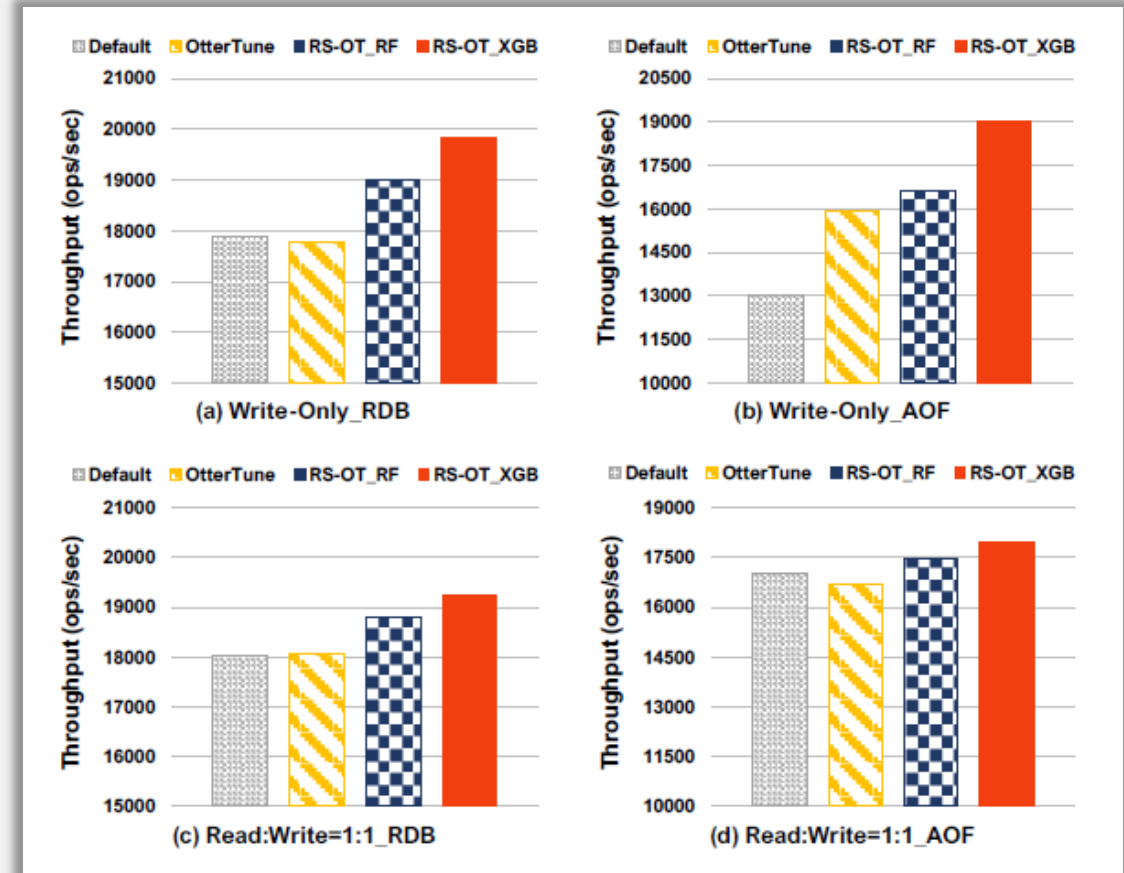 Default OtterTune RS-OT_RF RS-OT_XGB
21000
20000
19000
18000
17000
16000
15000
Throughput (ops/sec)
(a) Write-Only_RDB
Default OtterTune RS-OT_RF RS-OT_XGB
20500
19000
17500
16000
14500
13000
11500
10000
Throughput (ops/sec)
(b) Write-Only_AOF
Default OtterTune RS-OT_RF RS-OT_XGB
21000
20000
19000
18000
17000
16000
15000
Throughput (ops/sec)
(c) Read:Write=1:1_RDB
Default OtterTune RS-OT_RF RS-OT_XGB
19000
17500
16000
14500
13000
11500
10000
Throughput (ops/sec)
(d) Read:Write=1:1_AOF